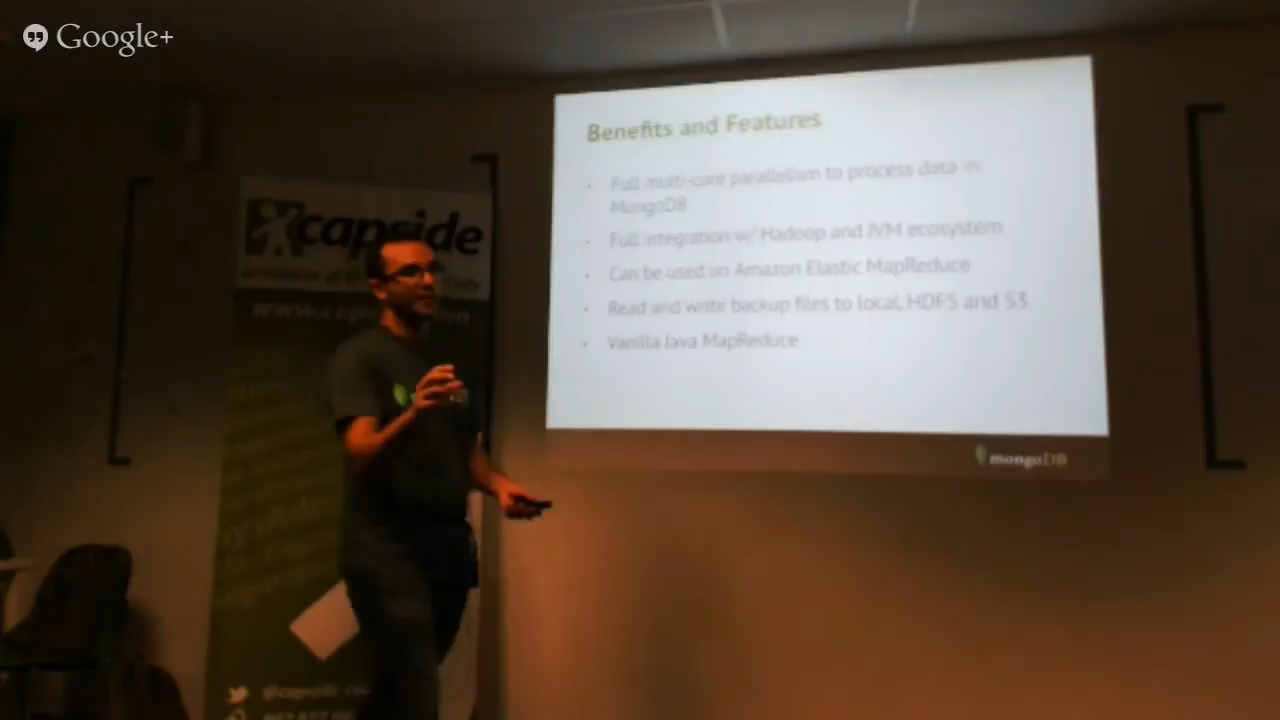 Google+
Benefits and Features
• Full multi-core parallelism to process data in
MongoDB
• Full integration w/ Hadoop and JVM ecosystem
• Can be used on Amazon Elastic MapReduce
• Read and write backup files to local, HDFS and S3
• Vanilla Java MapReduce
mongoDB
capside